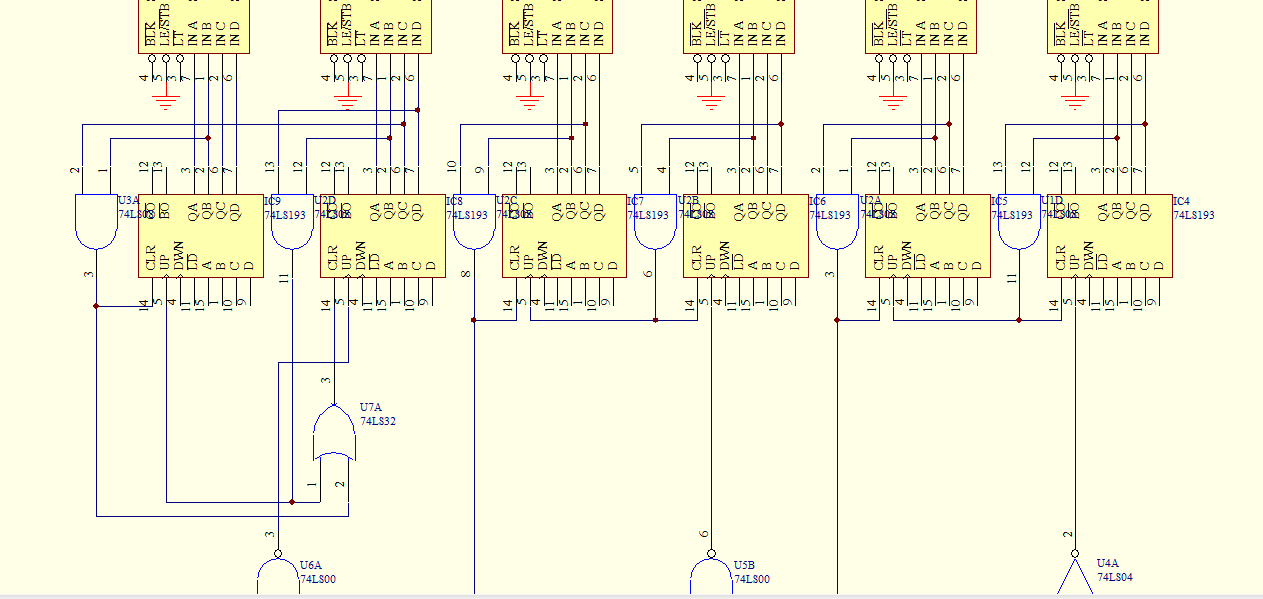 BLK LE/STB LT IN A IN B IN C IN D BLK LE/STB LT IN A IN B IN C IN D BLK LE/STB LT IN A IN B IN C IN D BLK LE/STB LT IN A IN B IN C IN D BLK LE/STB LT IN A IN B IN C IN D BLK LE/STB LT IN A IN B IN C IN D
4 5 3 7 1 2 6 4 5 3 7 1 2 6 4 5 3 7 1 2 6 4 5 3 7 1 2 6 4 5 3 7 1 2 6 4 5 3 7 1 2 6
2 1 12 13 3 2 6 7 13 12 12 13 3 2 6 7 10 9 12 13 3 2 6 7 5 4 12 13 3 2 6 7 2 1 12 13 3 2 6 7 13 12 12 13 3 2 6 7
U3A IC9 U2D IC8 U2C IC7 U2B IC6 U2A IC5 U1D IC4
74LS08 74LS193 74LS08 74LS193 74LS08 74LS193 74LS08 74LS193 74LS08 74LS193 74LS08 74LS193
CO BO QA QB QC QD CO BO QA QB QC QD CO BO QA QB QC QD CO BO QA QB QC QD CO BO QA QB QC QD CO BO QA QB QC QD
CLR UP DWN LD A B C D CLR UP DWN LD A B C D CLR UP DWN LD A B C D CLR UP DWN LD A B C D CLR UP DWN LD A B C D CLR UP DWN LD A B C D
3 11 8 6 3 11
14 5 4 11 15 1 10 9 14 5 4 11 15 1 10 9 14 5 4 11 15 1 10 9 14 5 4 11 15 1 10 9 14 5 4 11 15 1 10 9 14 5 4 11 15 1 10 9
3
U7A
74LS32
1 2
3 6 2
U6A U5B U4A
74LS00 74LS00 74LS04